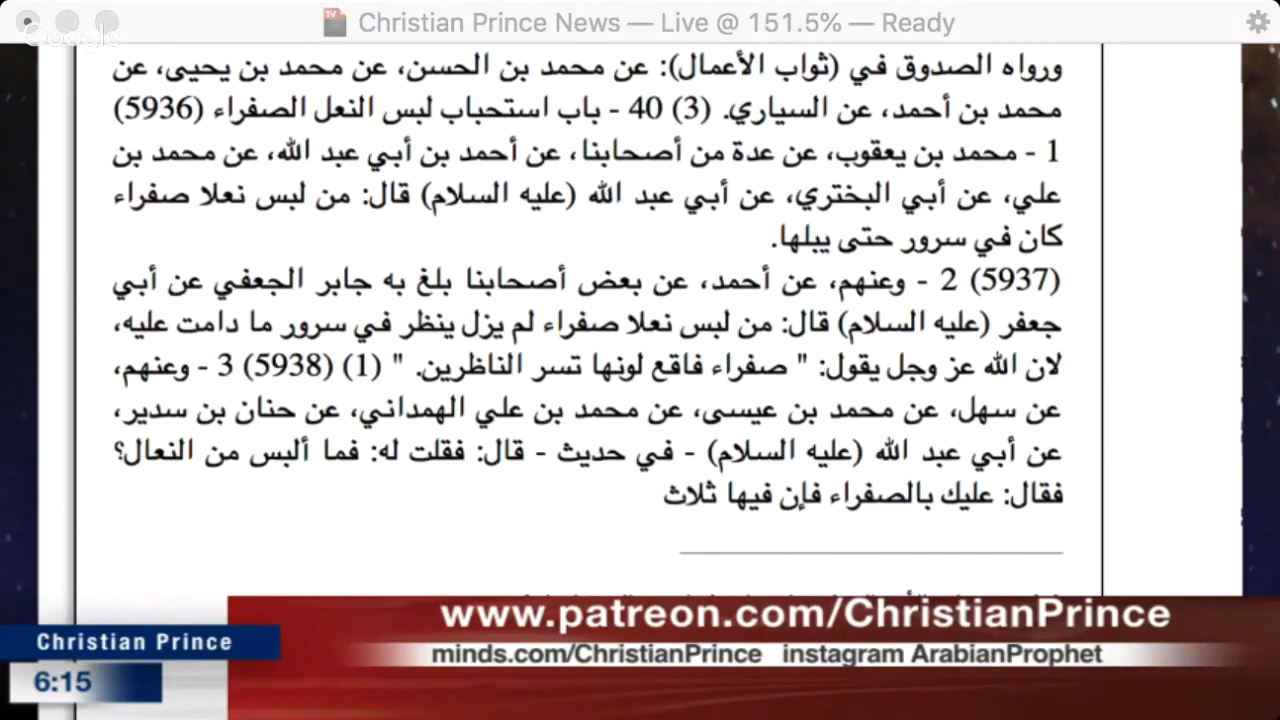 Christian Prince News — Live @ 151.5% — Ready
Google
ورواه الصدوق في (ثواب الأعمال): عن محمد بن الحسن، عن محمد بن يحيى، عن
محمد بن أحمد، عن السياري. (3) 40 - باب استحباب لبس النعل الصفراء (5936)
1 - محمد بن يعقوب، عن عدة من أصحابنا، عن أحمد بن أبي عبد الله، عن محمد بن
علي، عن أبي البختري، عن أبي عبد الله (عليه السلام) قال: من لبس نعلا صفراء
كان في سرور حتى يبلها.
(5937) 2 - وعنهم، عن أحمد، عن بعض أصحابنا بلغ به جابر الجعفي عن أبي
جعفر (عليه السلام) قال: من لبس نعلا صفراء لم يزل ينظر في سرور ما دامت عليه،
لان الله عز وجل يقول: " صفراء فاقع لونها تسر الناظرين. " (1) (5938) 3 - وعنهم،
عن سهل، عن محمد بن عيسى، عن محمد بن علي الهمداني، عن حنان بن سدير،
عن أبي عبد الله (عليه السلام) - في حديث - قال: فقلت له: فما ألبس من النعال؟
فقال: عليك بالصفراء فإن فيها ثلاث
www.patreon.com/ChristianPrince
Christian Prince
minds.com/ChristianPrince instagram ArabianProphet
6:15